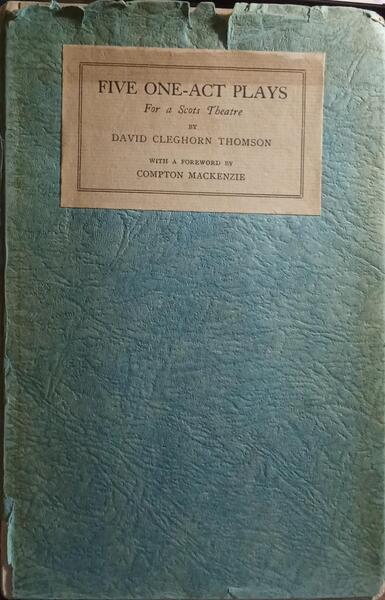 FIVE ONE-ACT PLAYS
For a Scots Theatre
BY
DAVID CLEGHORN THOMSON
WITH A FOREWORD BY
COMPTON MACKENZIE